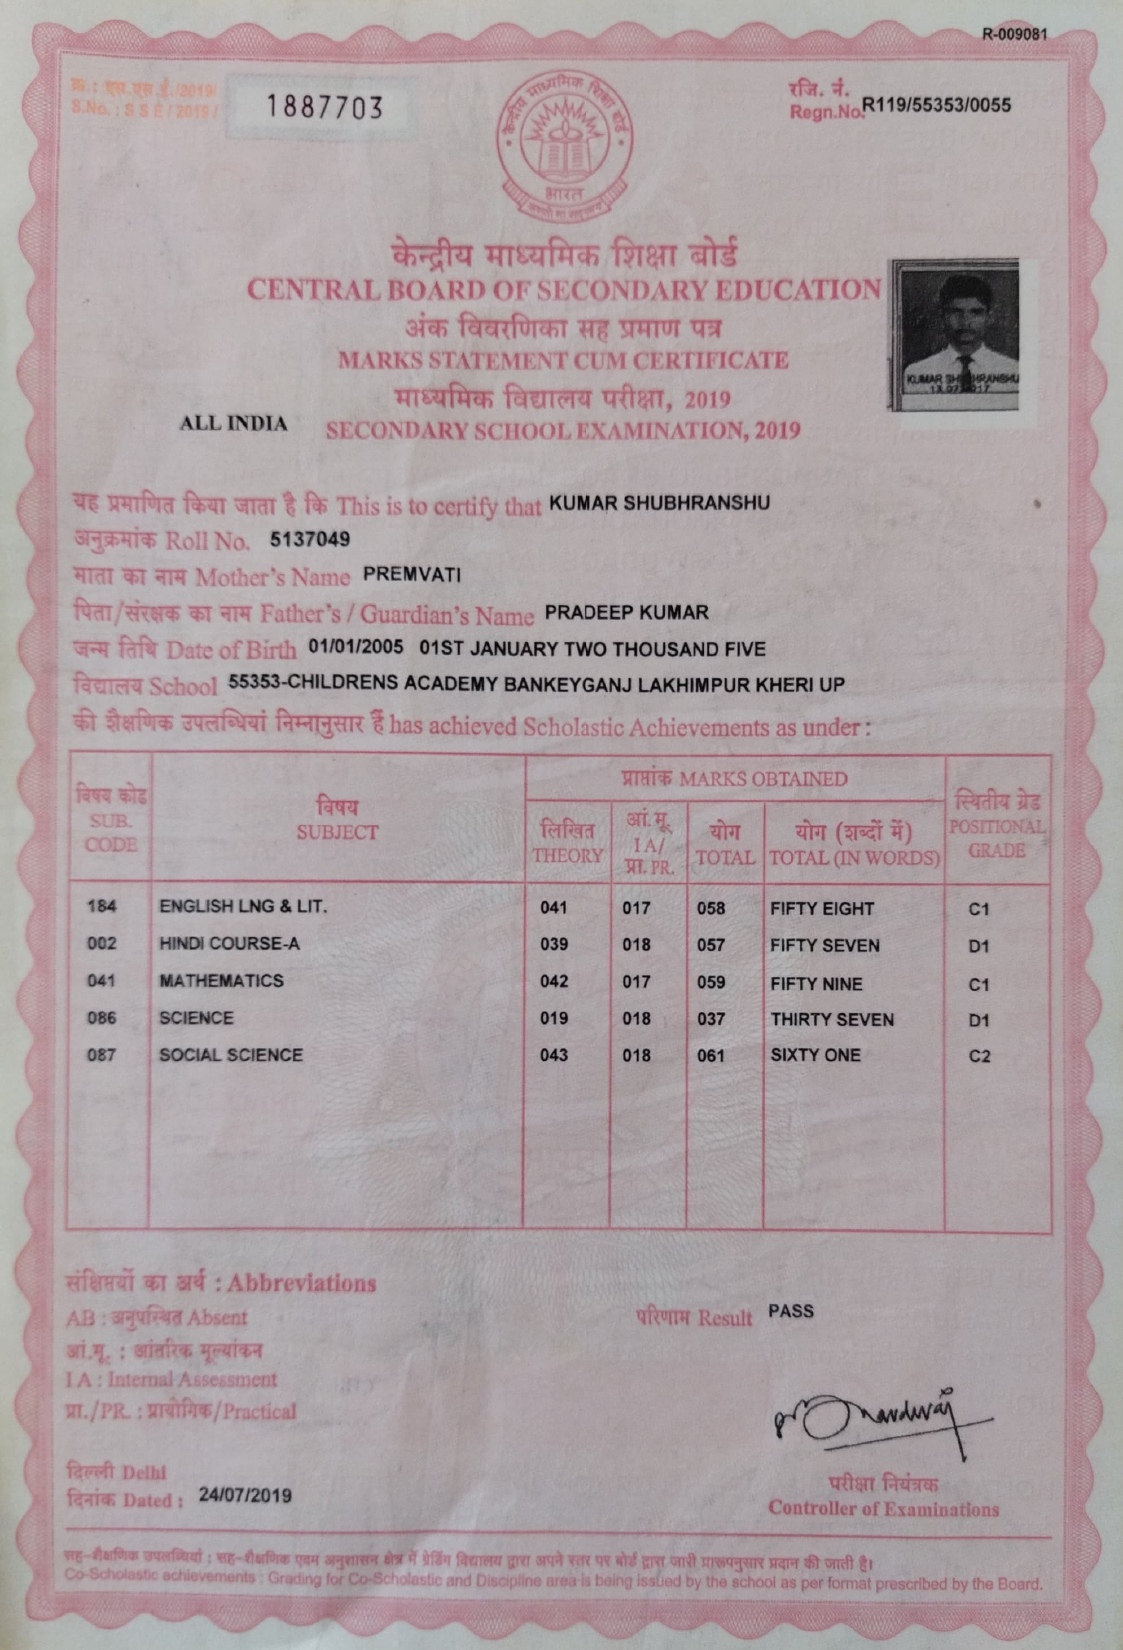 R-009081
क्र.: एस.एस.ई./2019/
S.No. : S S E / 2019 /
1887703
रजि. नं.
Regn.No. R119/55353/0055
केन्द्रीय माध्यमिक शिक्षा बोर्ड
भारत
केन्द्रीय माध्यमिक शिक्षा बोर्ड
CENTRAL BOARD OF SECONDARY EDUCATION
अंक विवरणिका सह प्रमाण पत्र
MARKS STATEMENT CUM CERTIFICATE
माध्यमिक विद्यालय परीक्षा, 2019
ALL INDIA SECONDARY SCHOOL EXAMINATION, 2019
KUMAR SHUBHRANSHU
यह प्रमाणित किया जाता है कि This is to certify that KUMAR SHUBHRANSHU
अनुक्रमांक Roll No. 5137049
माता का नाम Mother's Name PREMVATI
पिता/संरक्षक का नाम Father's / Guardian's Name PRADEEP KUMAR
जन्म तिथि Date of Birth 01/01/2005 01ST JANUARY TWO THOUSAND FIVE
विद्यालय School 55353-CHILDRENS ACADEMY BANKEYGANJ LAKHIMPUR KHERI UP
की शैक्षणिक उपलब्धियां निम्नानुसार हैं has achieved Scholastic Achievements as under :
विषय कोड SUB. CODE
विषय SUBJECT
प्राप्तांक MARKS OBTAINED
लिखित THEORY
आं.मू. I A/ प्रा. PR.
योग TOTAL
योग (शब्दों में) TOTAL (IN WORDS)
स्थितीय ग्रेड POSITIONAL GRADE
184 ENGLISH LNG & LIT. 041 017 058 FIFTY EIGHT C1
002 HINDI COURSE-A 039 018 057 FIFTY SEVEN D1
041 MATHEMATICS 042 017 059 FIFTY NINE C1
086 SCIENCE 019 018 037 THIRTY SEVEN D1
087 SOCIAL SCIENCE 043 018 061 SIXTY ONE C2
संक्षिप्तियों का अर्थ : Abbreviations
AB : अनुपस्थित Absent
परिणाम Result PASS
आं.मू. : आंतरिक मूल्यांकन
I A : Internal Assessment
प्रा./PR. : प्रायोगिक/Practical
दिल्ली Delhi
दिनांक Dated : 24/07/2019
परीक्षा नियंत्रक
Controller of Examinations
सह-शैक्षणिक उपलब्धियां : सह-शैक्षणिक एवम अनुशासन क्षेत्र में ग्रेडिंग विद्यालय द्वारा अपने स्तर पर बोर्ड द्वारा जारी प्रारूपनुसार प्रदान की जाती है।
Co-Scholastic achievements : Grading for Co-Scholastic and Discipline area is being issued by the school as per format prescribed by the Board.